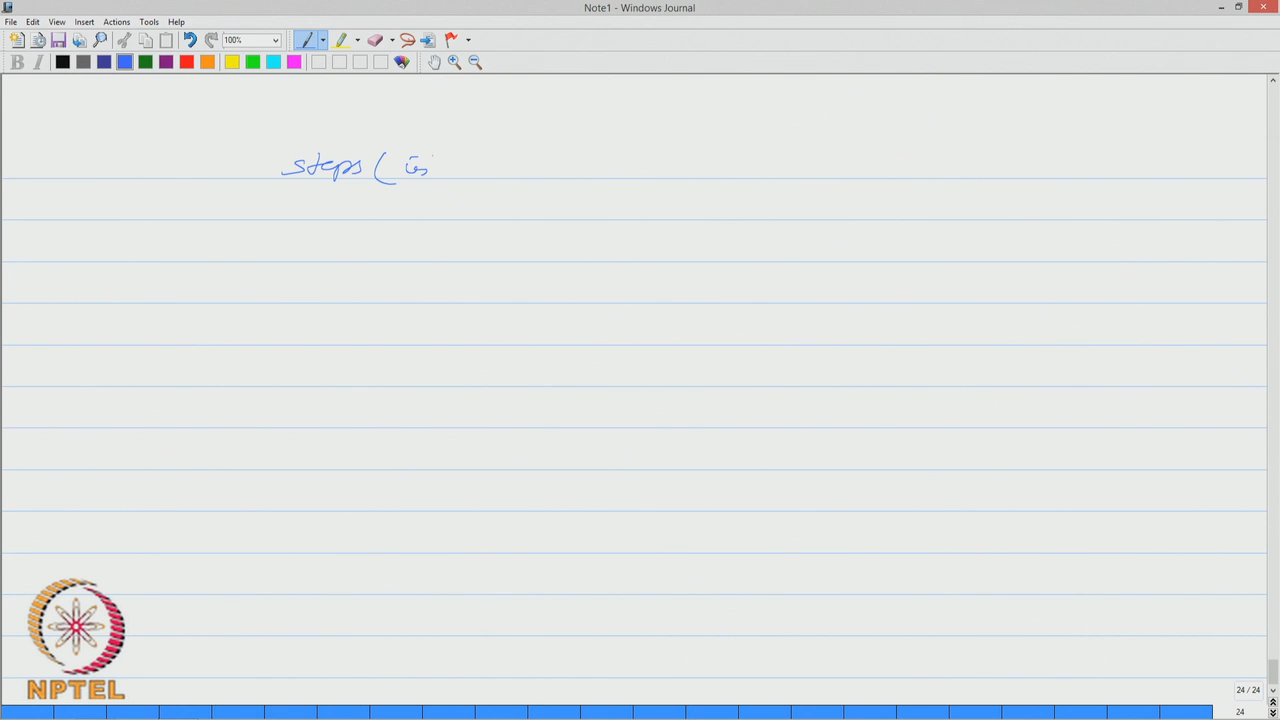 Note1 - Windows Journal
File Edit View Insert Actions Tools Help
100%
B I
steps (
NPTEL
24 / 24
24